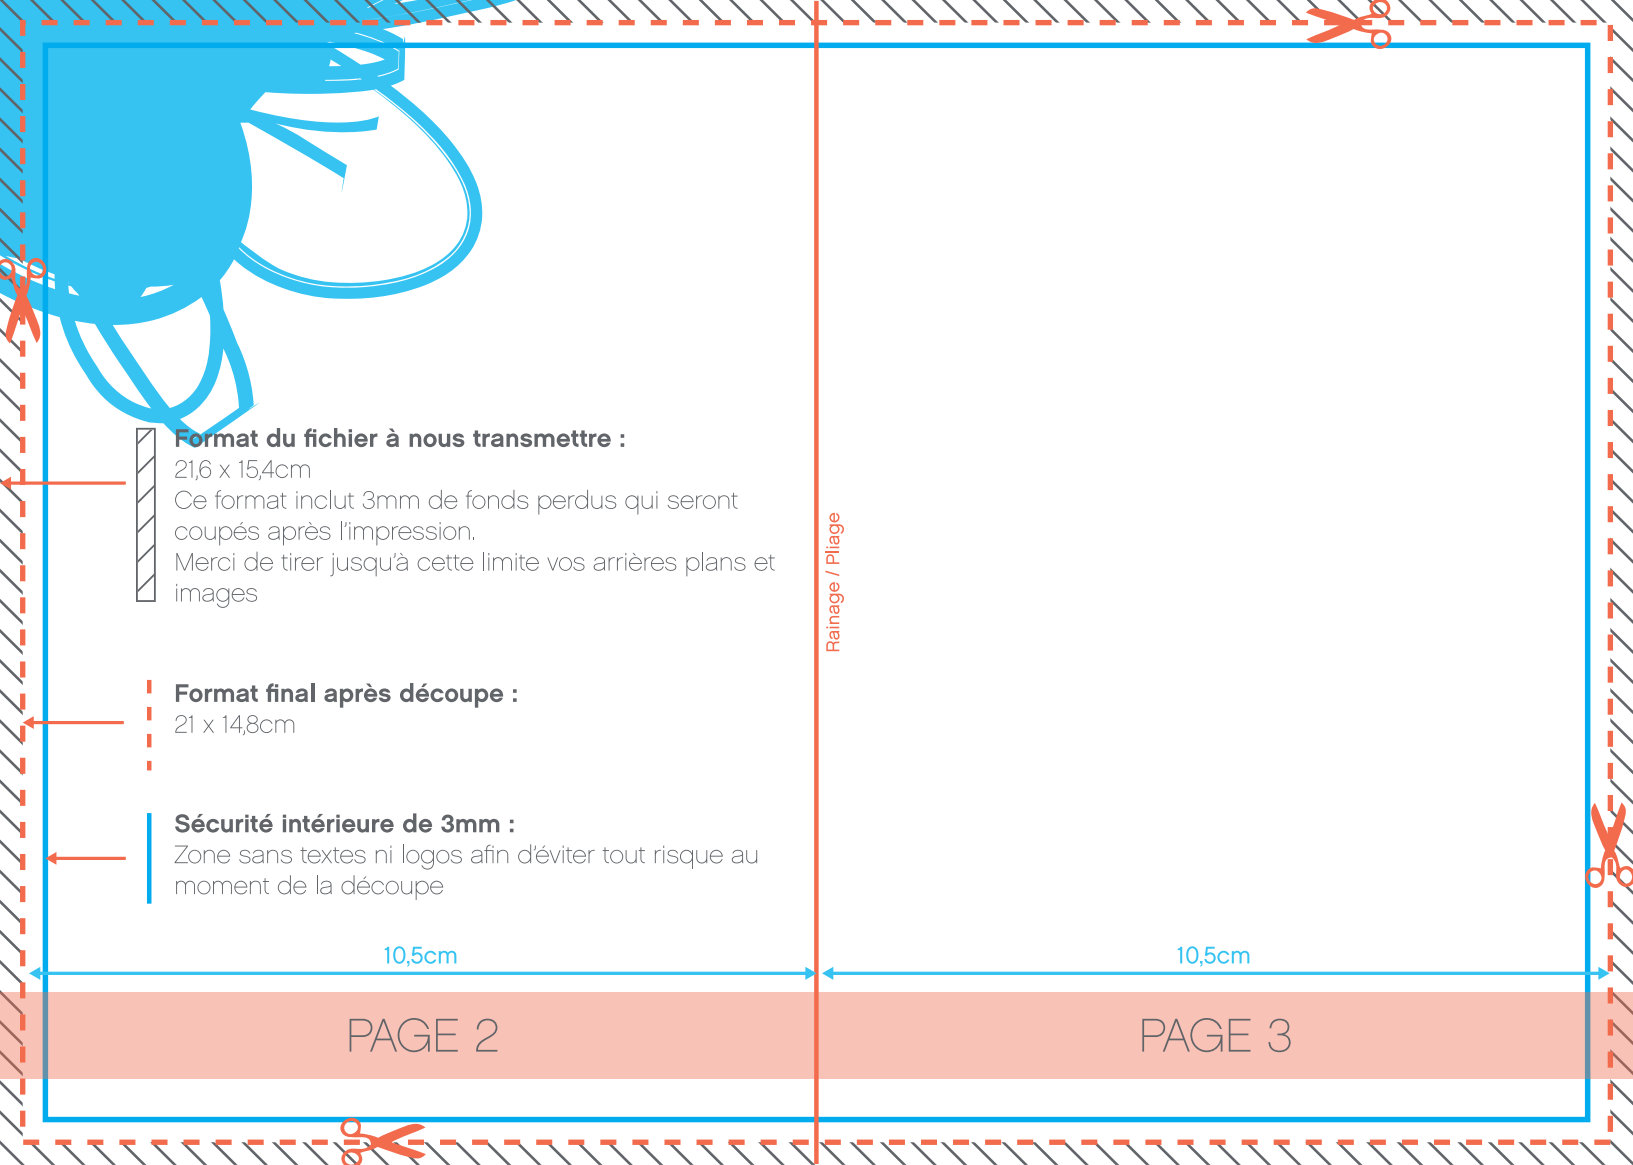 Format du fichier à nous transmettre :
21,6 x 15,4cm
Ce format inclut 3mm de fonds perdus qui seront
coupés après l'impression.
Merci de tirer jusqu'à cette limite vos arrières plans et
images
Rainage / Pliage
Format final après découpe :
21 x 14,8cm
Sécurité intérieure de 3mm :
Zone sans textes ni logos afin d'éviter tout risque au
moment de la découpe
10,5cm
10,5cm
PAGE 2
PAGE 3